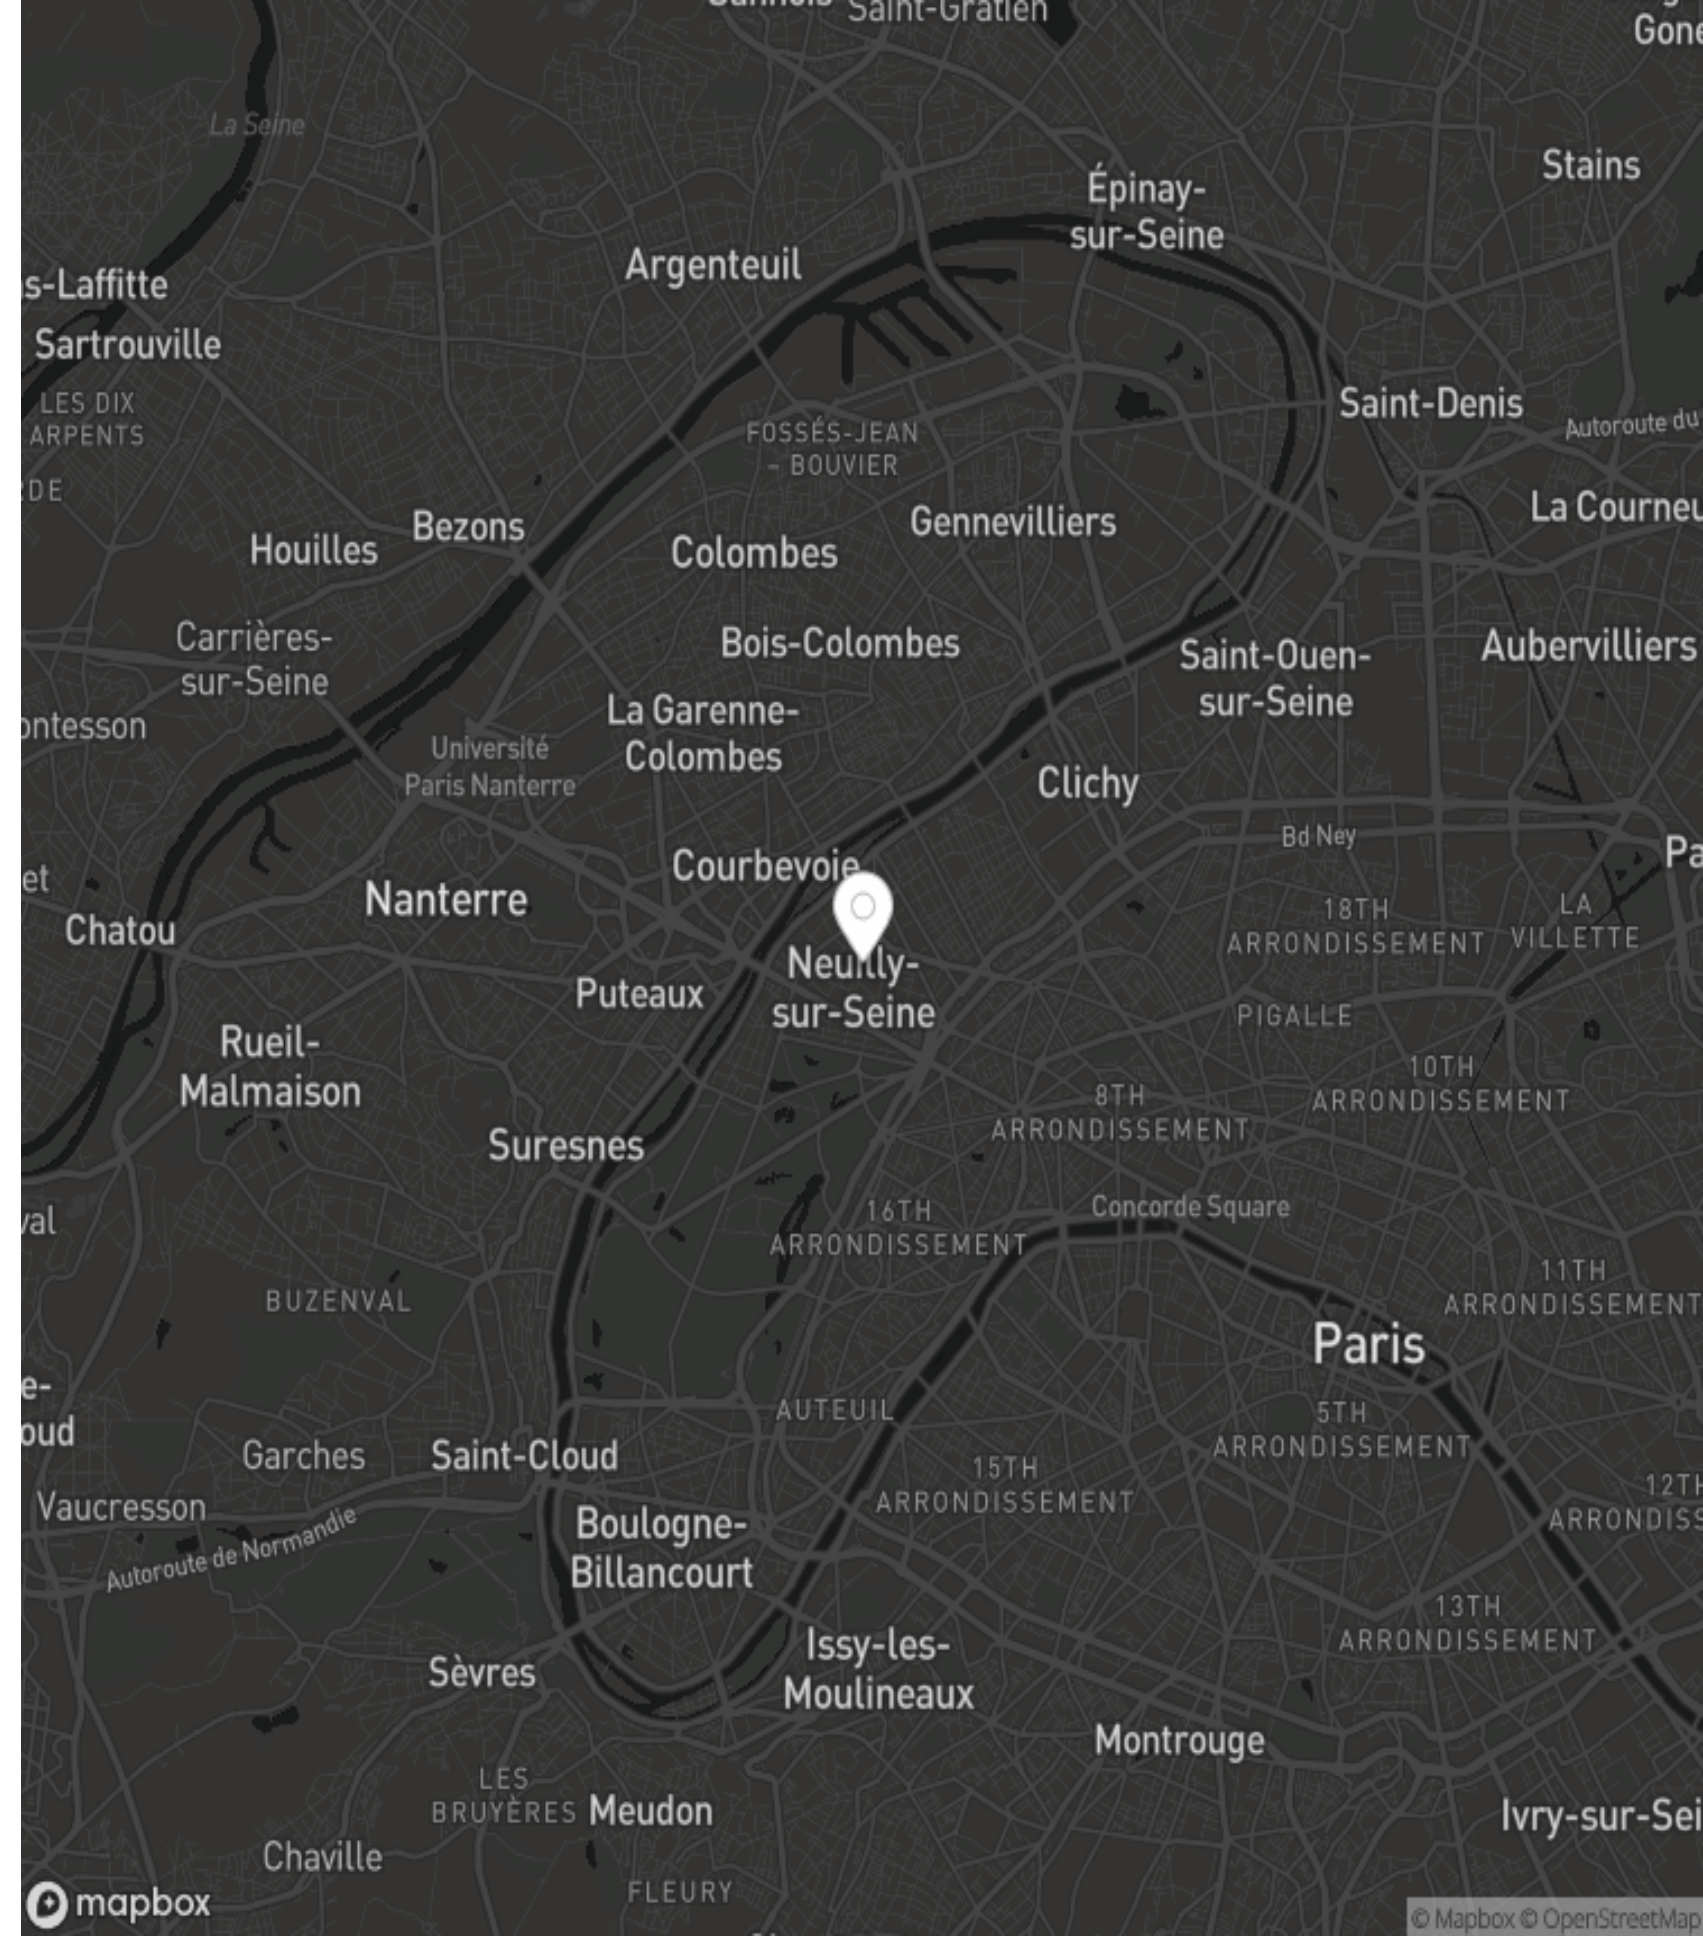 Saint-Gratien
La Seine
Stains
Épinay-
sur-Seine
Argenteuil
s-Laffitte
Sartrouville
LES DIX
ARPENTS
Saint-Denis
Autoroute du
FOSSÉS-JEAN
– BOUVIER
DE
La Courneu
Bezons
Gennevilliers
Houilles
Colombes
Carrières-
sur-Seine
Bois-Colombes
Saint-Ouen-
sur-Seine
Aubervilliers
ontesson
La Garenne-
Colombes
Université
Paris Nanterre
Clichy
Bd Ney
Pa
Courbevoie
et
Nanterre
18TH
ARRONDISSEMENT
LA
VILLETTE
Chatou
Neuilly-
sur-Seine
Puteaux
PIGALLE
Rueil-
Malmaison
10TH
ARRONDISSEMENT
8TH
ARRONDISSEMENT
Suresnes
val
16TH
ARRONDISSEMENT
Concorde Square
BUZENVAL
11TH
ARRONDISSEMENT
Paris
e-
oud
AUTEUIL
5TH
ARRONDISSEMENT
Garches
Saint-Cloud
15TH
ARRONDISSEMENT
Vaucresson
12TH
ARRONDISS
Autoroute de Normandie
Boulogne-
Billancourt
13TH
ARRONDISSEMENT
Issy-les-
Moulineaux
Sèvres
Montrouge
LES
BRUYÈRES
Meudon
Ivry-sur-Sei
Chaville
FLEURY
mapbox
© Mapbox © OpenStreetMap